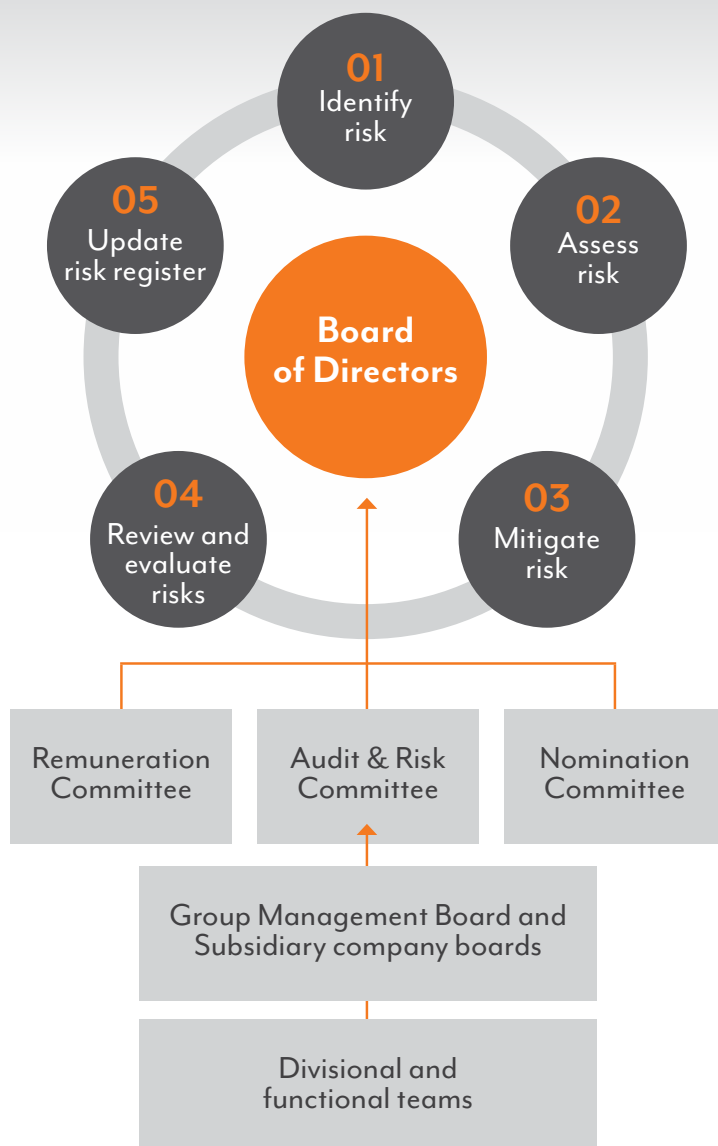 01
Identify
risk
02
Assess
risk
03
Mitigate
risk
04
Review and
evaluate
risks
05
Update
risk register
Board
of Directors
Remuneration
Committee
Audit & Risk
Committee
Nomination
Committee
Group Management Board and
Subsidiary company boards
Divisional and
functional teams